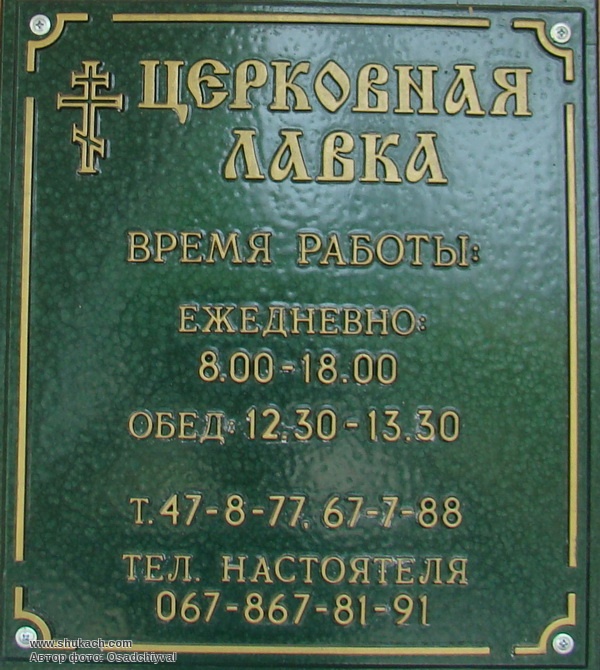 ЦЕРКОВНАЯ
ЛАВКА
ВРЕМЯ РАБОТЫ:
ЕЖЕДНЕВНО:
8.00-18.00
ОБЕД: 12.30-13.30
Т. 47-8-77, 67-7-88
ТЕЛ. НАСТОЯТЕЛЯ
067-867-81-91
www.shukach.com
Автор фото: Osadchiyval